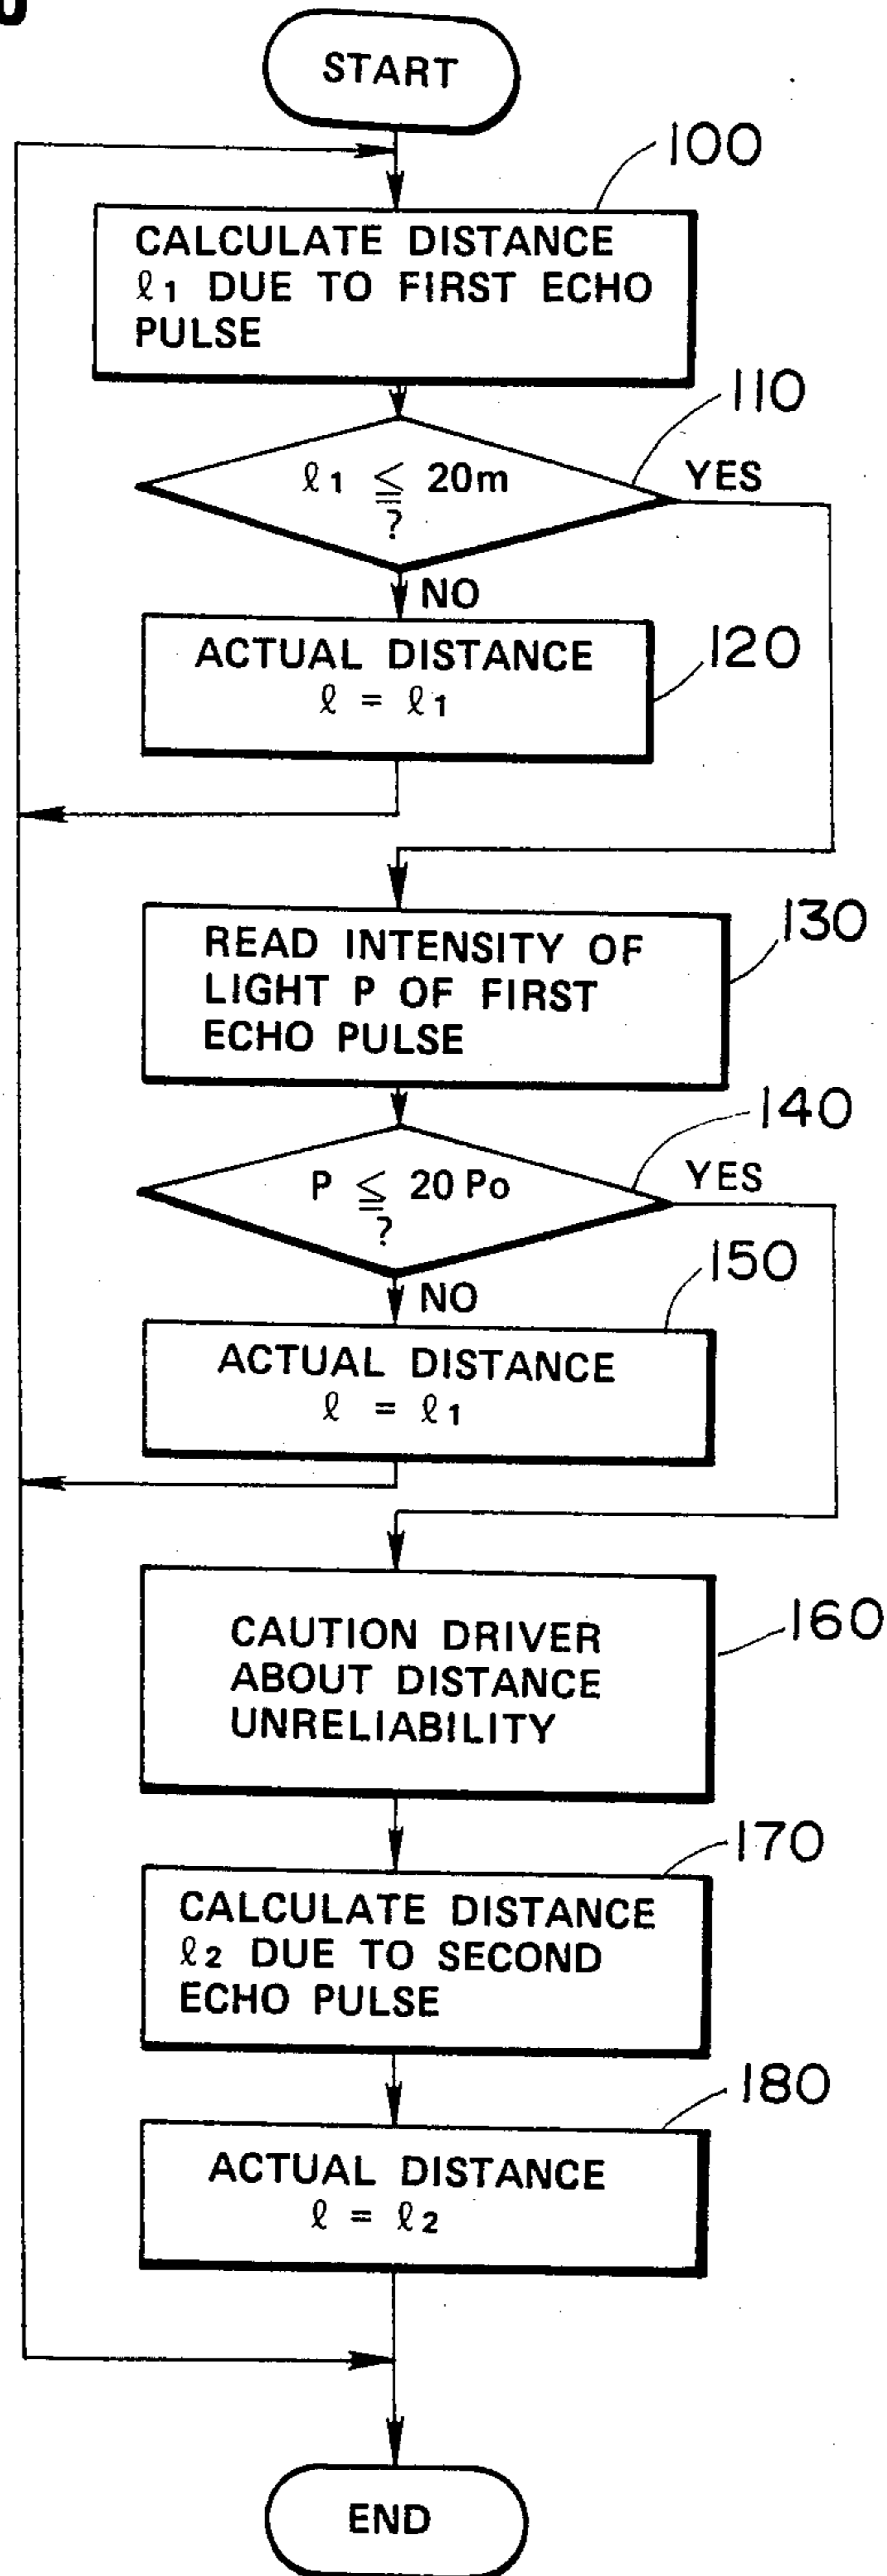 START
100
CALCULATE DISTANCE
ℓ1 DUE TO FIRST ECHO
PULSE
110
ℓ1 ≦ 20m
?
YES
NO
120
ACTUAL DISTANCE
ℓ = ℓ1
130
READ INTENSITY OF
LIGHT P OF FIRST
ECHO PULSE
140
P ≦ 20 Po
?
YES
NO
150
ACTUAL DISTANCE
ℓ = ℓ1
160
CAUTION DRIVER
ABOUT DISTANCE
UNRELIABILITY
170
CALCULATE DISTANCE
ℓ2 DUE TO SECOND
ECHO PULSE
180
ACTUAL DISTANCE
ℓ = ℓ2
END